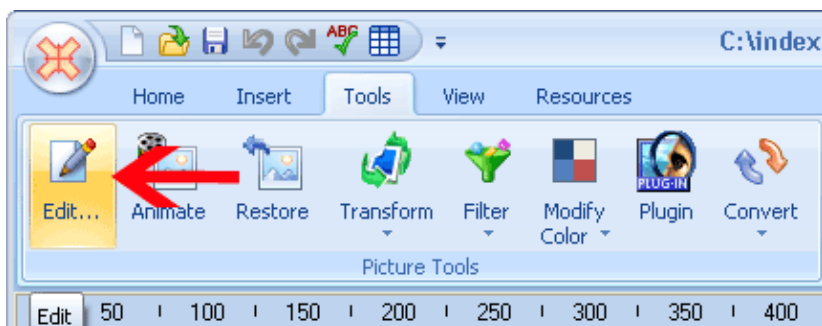 ABC
C:\index
Home Insert Tools View Resources
PLUG-IN
Edit... Animate Restore Transform Filter Modify Color Plugin Convert
Picture Tools
Edit 50 100 150 200 250 300 350 400